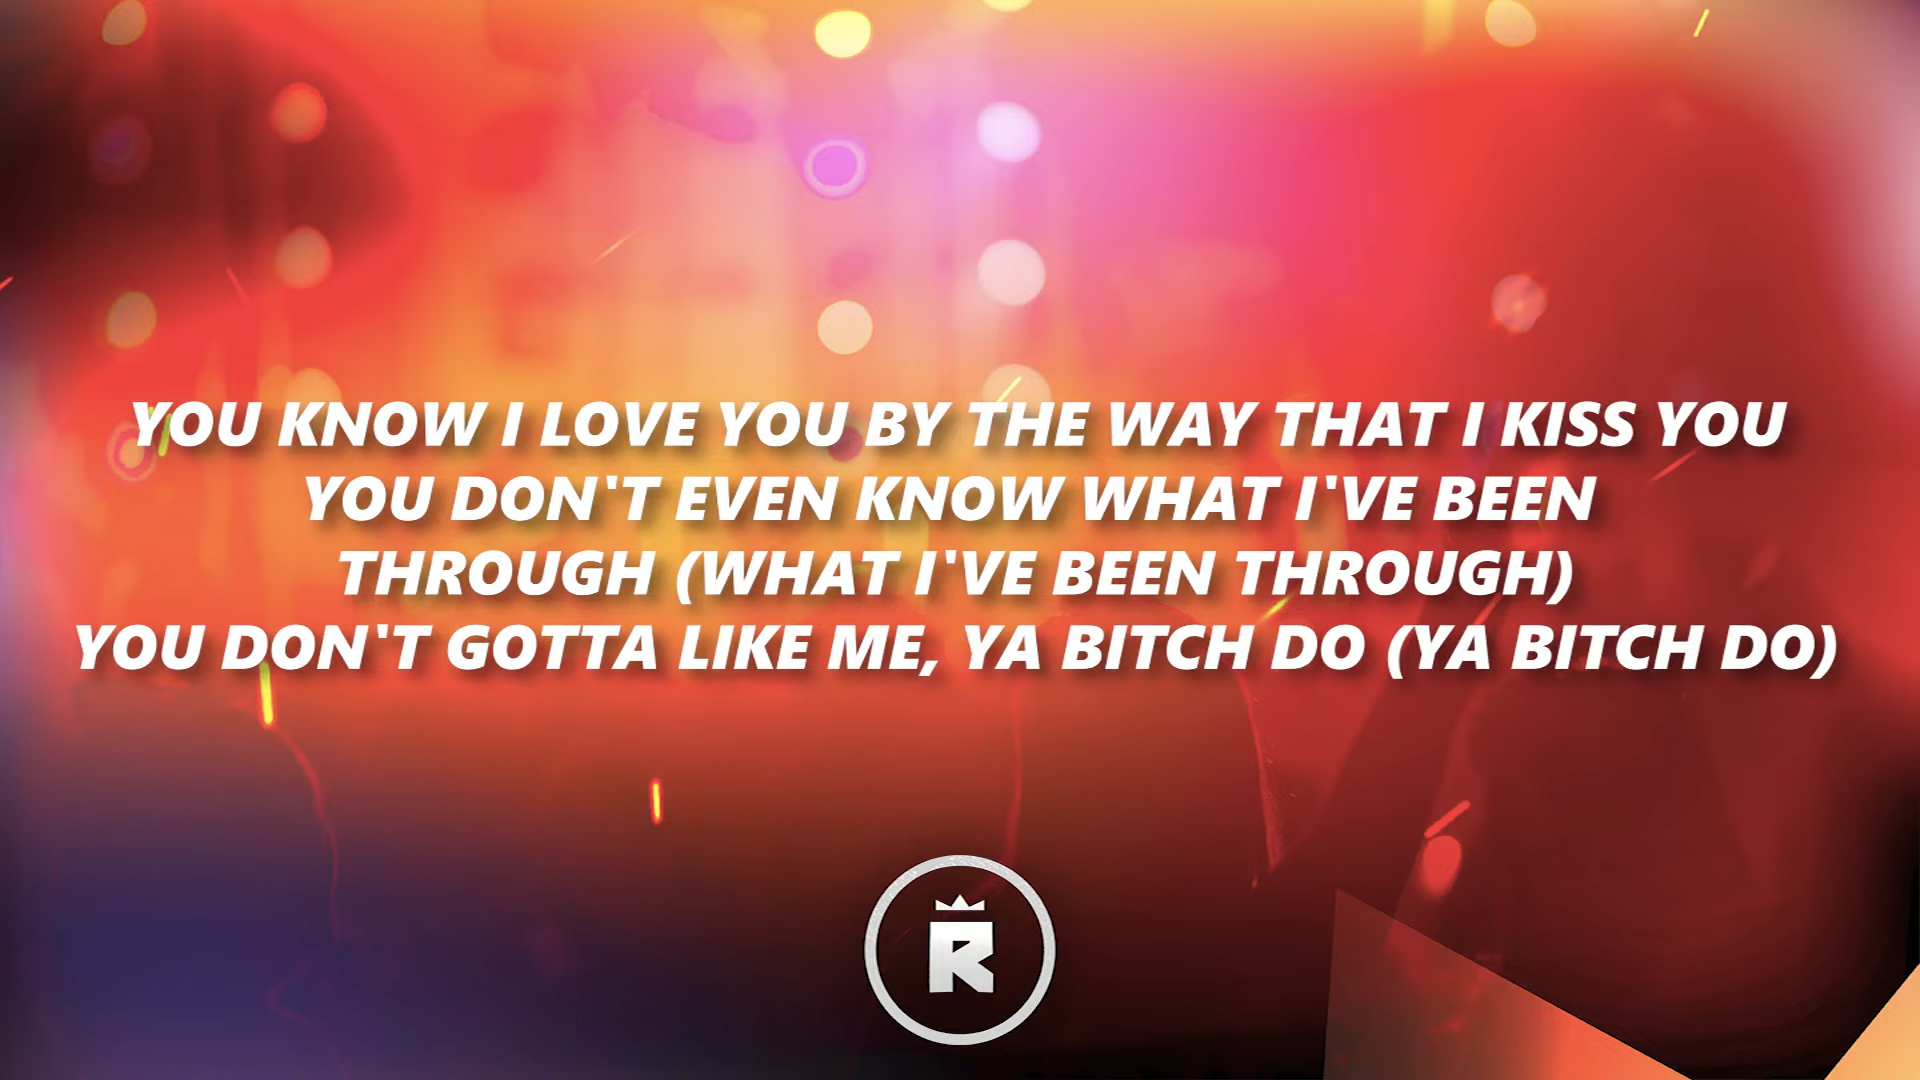 YOU KNOW I LOVE YOU BY THE WAY THAT I KISS YOU
YOU DON'T EVEN KNOW WHAT I'VE BEEN
THROUGH (WHAT I'VE BEEN THROUGH)
YOU DON'T GOTTA LIKE ME, YA BITCH DO (YA BITCH DO)
R